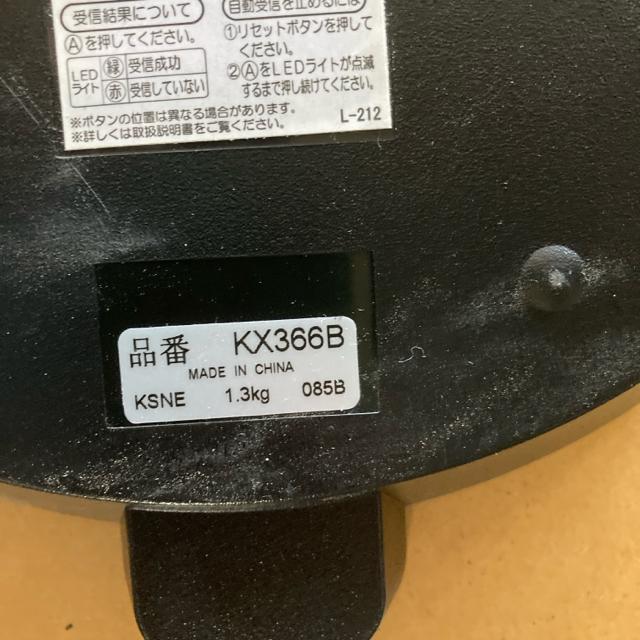 受信結果について
Ⓐを押してください。
LED
ライト
緑 受信成功
赤 受信していない
自動受信を止めるには
①リセットボタンを押して
ください。
②ⒶをLEDライトが点滅
するまで押し続けてください。
※ボタンの位置は異なる場合があります。
※詳しくは取扱説明書をご覧ください。
L-212
品番 KX366B
MADE IN CHINA
KSNE 1.3kg 085B